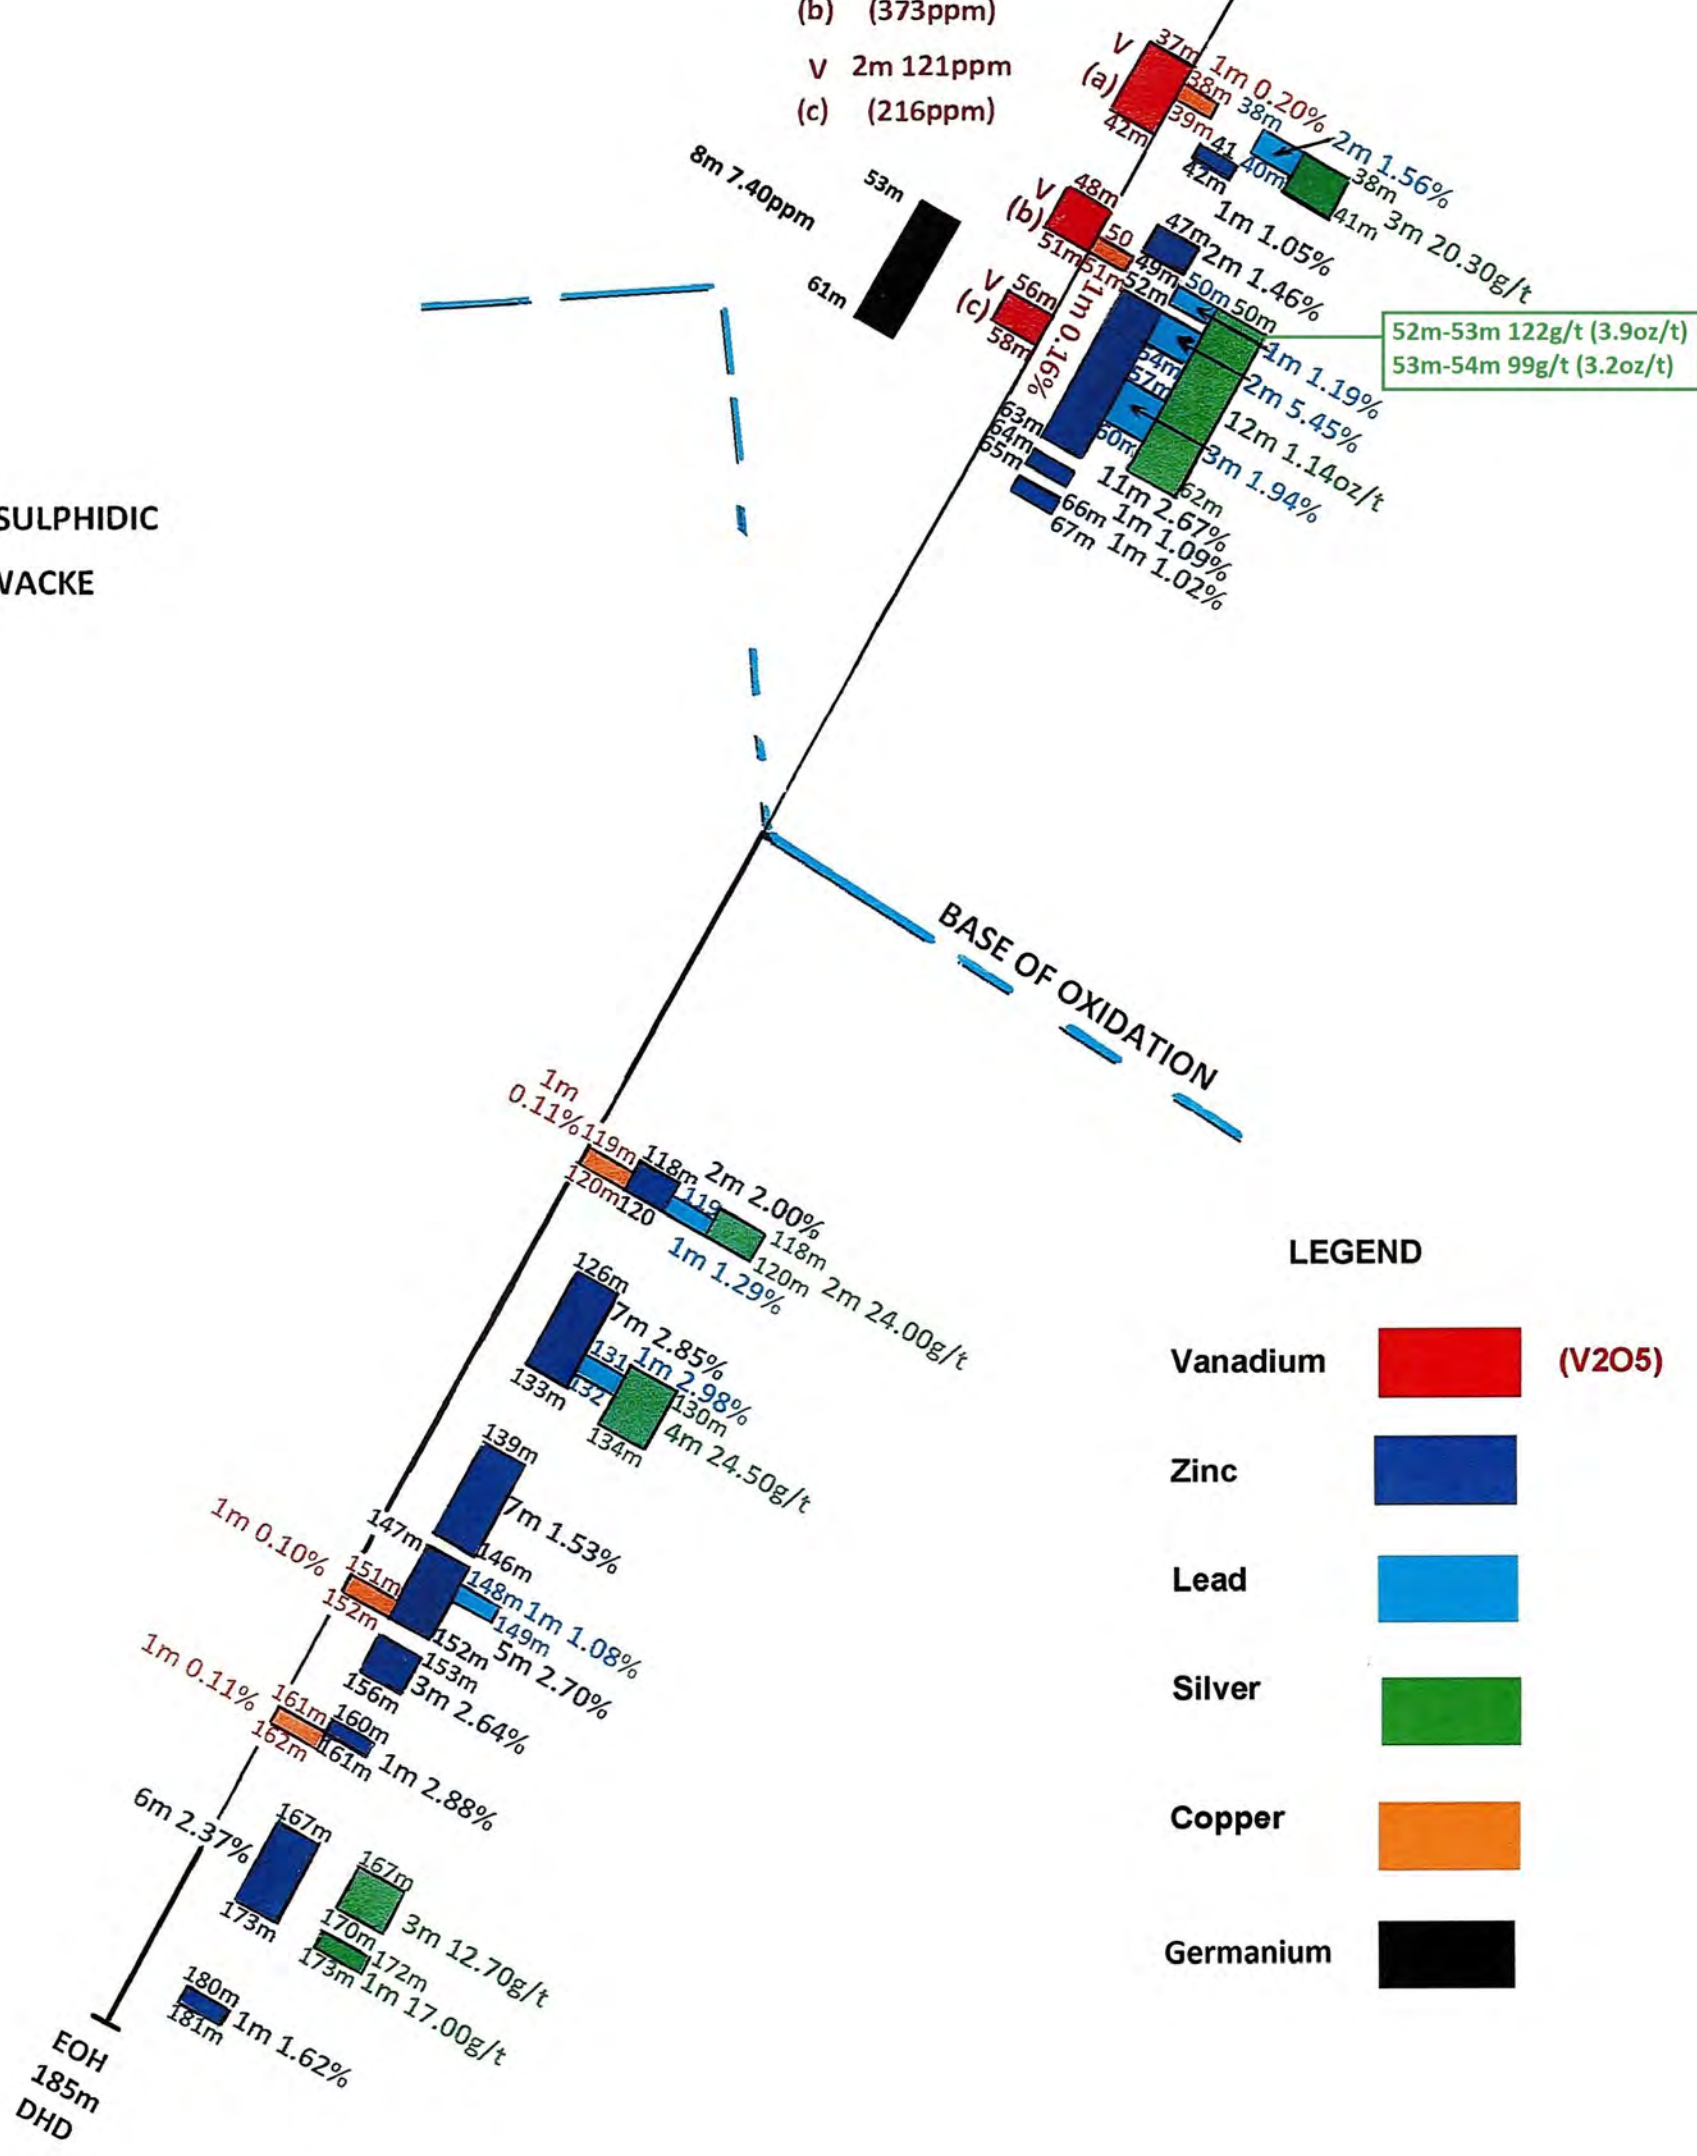 (b) (373ppm)
V 2m 121ppm
(c) (216ppm)
V
(a)
37m
42m
1m 0.20%
38m
39m
38m
40m
2m 1.56%
41
42m
1m 1.05%
38m
41m
3m 20.30g/t
8m 7.40ppm
53m
61m
V
(b)
48m
51m
50
51m
1m 0.16%
47m
49m
2m 1.46%
V
(c)
56m
58m
52m
63m
11m 2.67%
50m
1m 1.19%
54m
2m 5.45%
57m
60m
3m 1.94%
50m
62m
12m 1.14oz/t
52m-53m 122g/t (3.9oz/t)
53m-54m 99g/t (3.2oz/t)
64m
65m
1m 1.09%
66m
67m
1m 1.02%
SULPHIDIC
WACKE
BASE OF OXIDATION
1m
0.11%
119m
120m
118m
120
2m 2.00%
119
1m 1.29%
118m
120m
2m 24.00g/t
126m
133m
7m 2.85%
131
132
1m 2.98%
130m
134m
4m 24.50g/t
139m
146m
7m 1.53%
1m 0.10%
151m
152m
147m
152m
5m 2.70%
148m
149m
1m 1.08%
153m
156m
3m 2.64%
1m 0.11%
161m
162m
160m
161m
1m 2.88%
6m 2.37%
167m
173m
167m
170m
3m 12.70g/t
172m
173m
1m 17.00g/t
180m
181m
1m 1.62%
EOH
185m
DHD
LEGEND
Vanadium (V2O5)
Zinc
Lead
Silver
Copper
Germanium